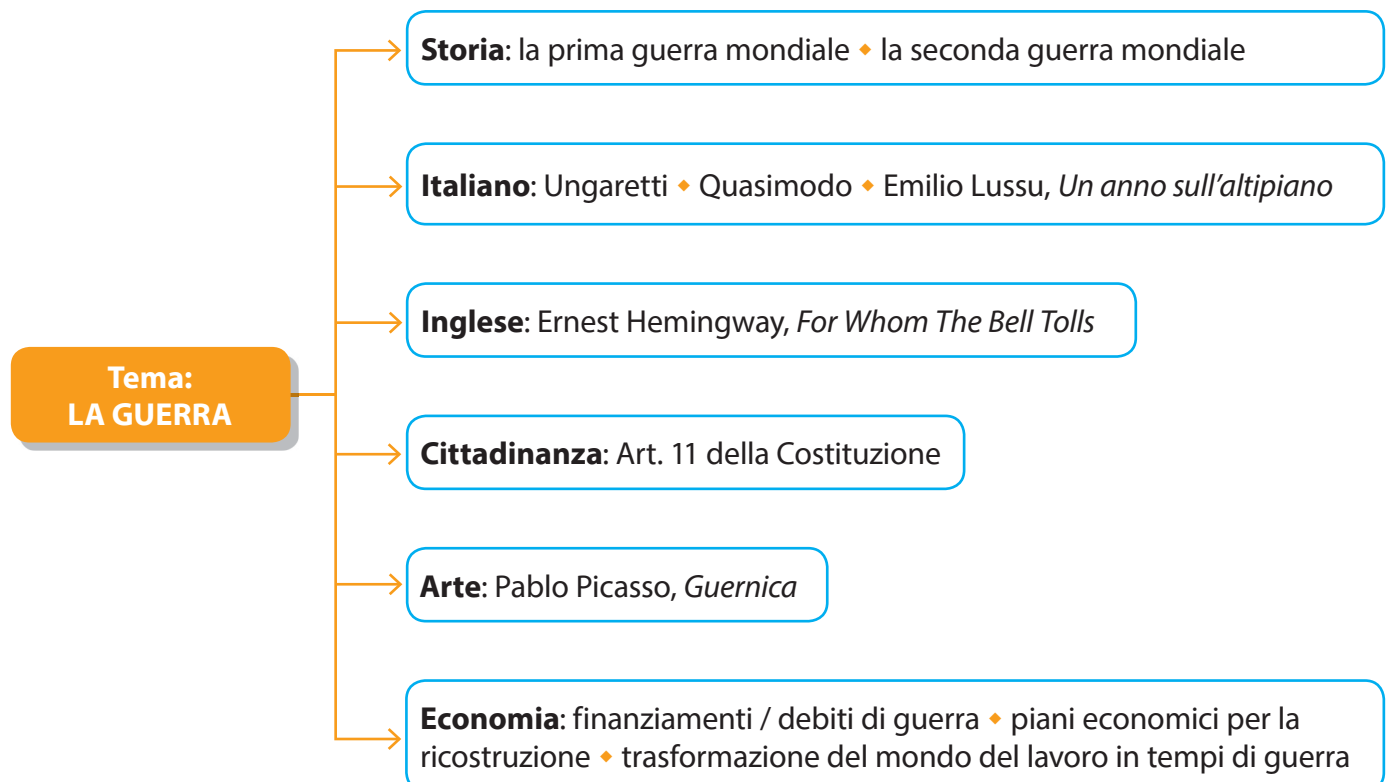 Storia: la prima guerra mondiale ◆ la seconda guerra mondiale
Italiano: Ungaretti ◆ Quasimodo ◆ Emilio Lussu, Un anno sull’altipiano
Inglese: Ernest Hemingway, For Whom The Bell Tolls
Tema:
LA GUERRA
Cittadinanza: Art. 11 della Costituzione
Arte: Pablo Picasso, Guernica
Economia: finanziamenti / debiti di guerra ◆ piani economici per la
ricostruzione ◆ trasformazione del mondo del lavoro in tempi di guerra